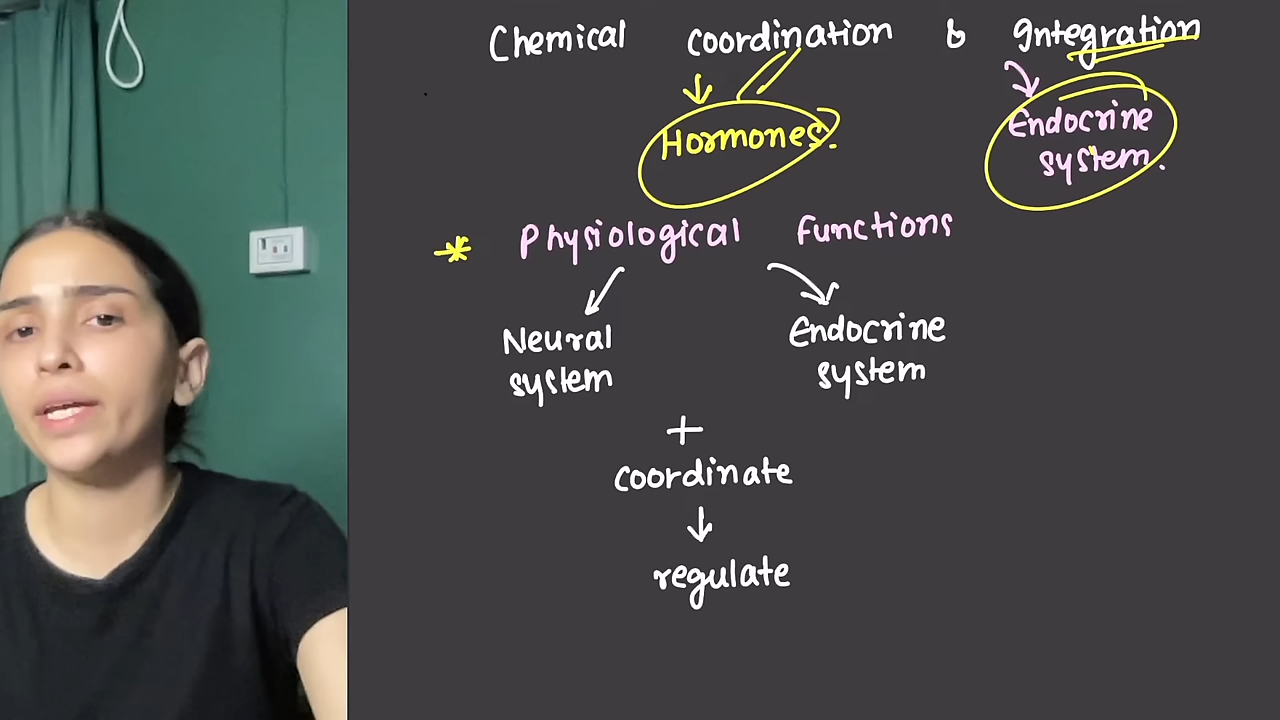 Chemical coordination & Integration
Hormones.
Endocrine
system.
* Physiological Functions
Neural
system
Endocrine
system
+
coordinate
regulate